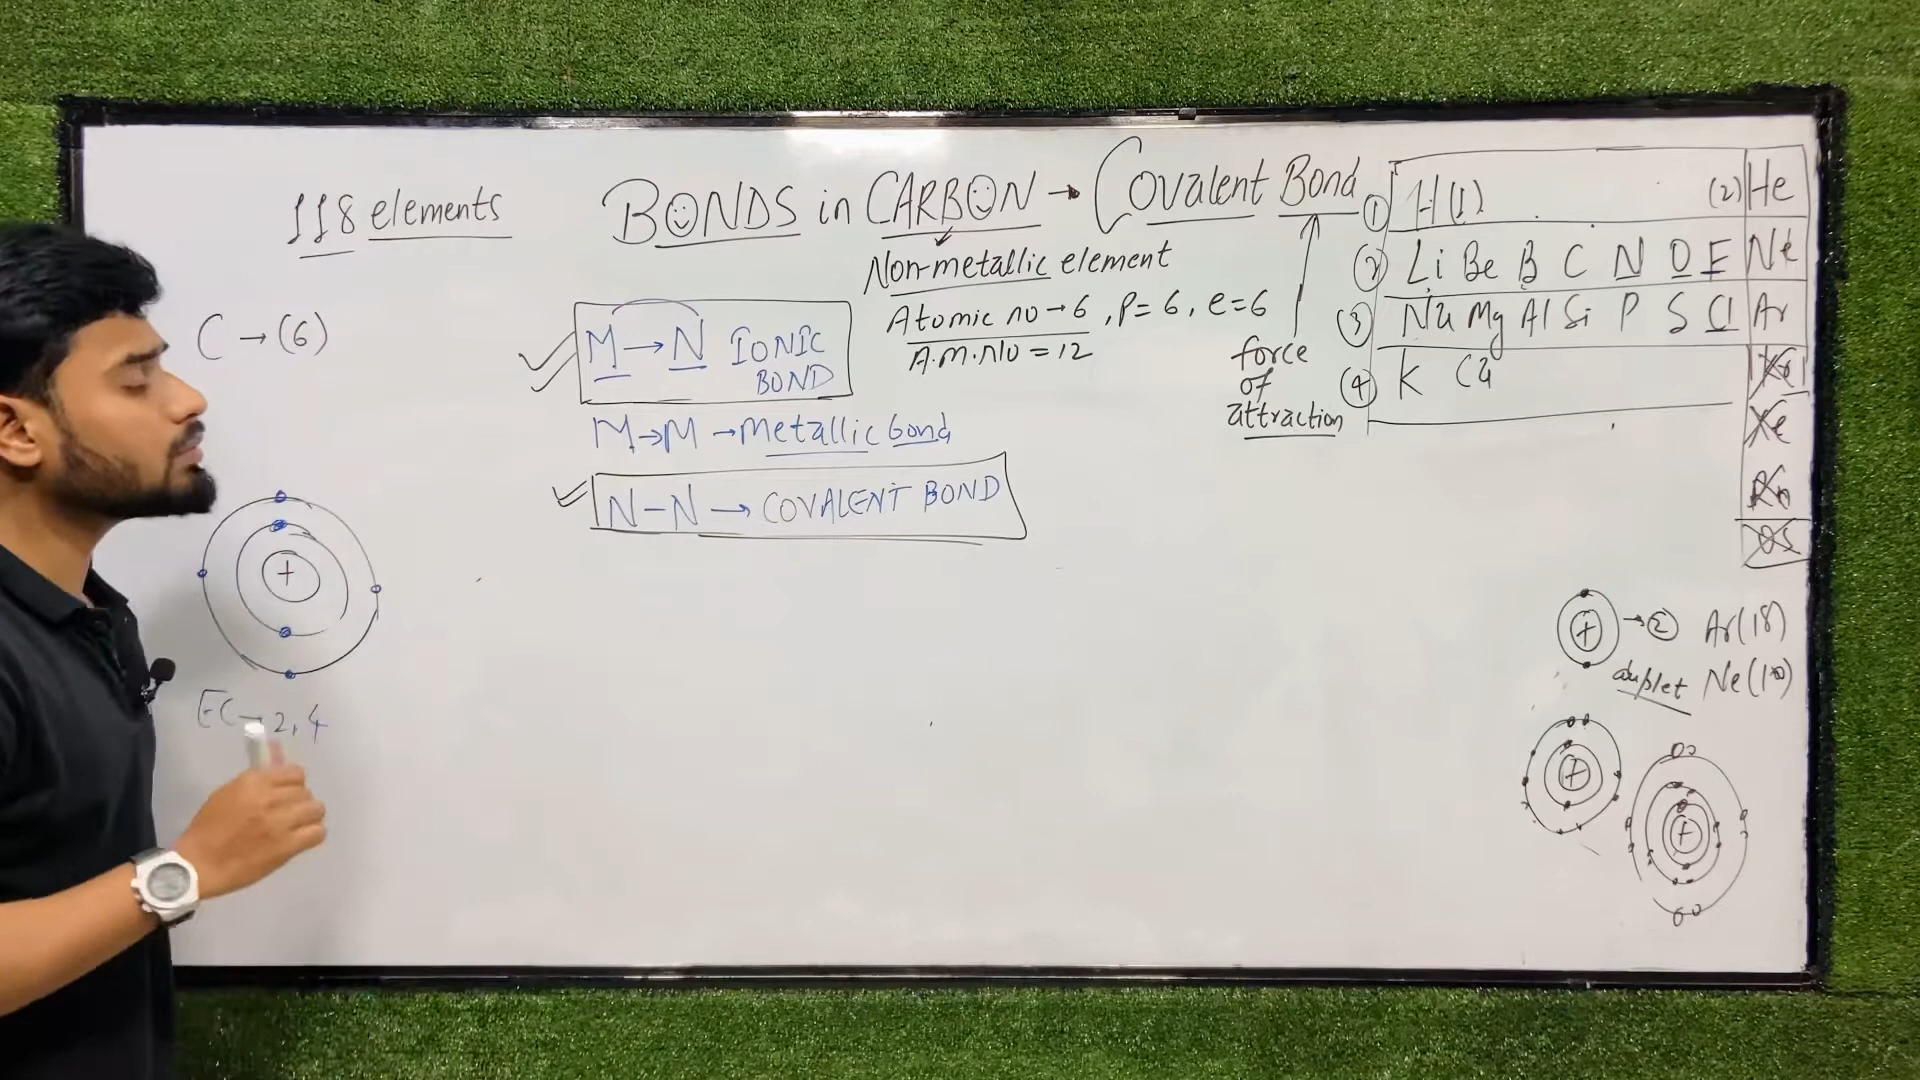 118 elements
C → (6)
EC → 2, 4
BONDS in CARBON → Covalent Bond
Non-metallic element
Atomic no → 6 , P = 6 , e = 6
A.M.No = 12
M → N IONIC
BOND
M → M → Metallic bond
N – N → COVALENT BOND
force
of
attraction
① H(1) (2) He
② Li Be B C N O F Ne
③ Na Mg Al Si P S Cl Ar
④ K Ca
Xe
Rn
+ → ② Ar(18)
duplet Ne(10)
+
+
+